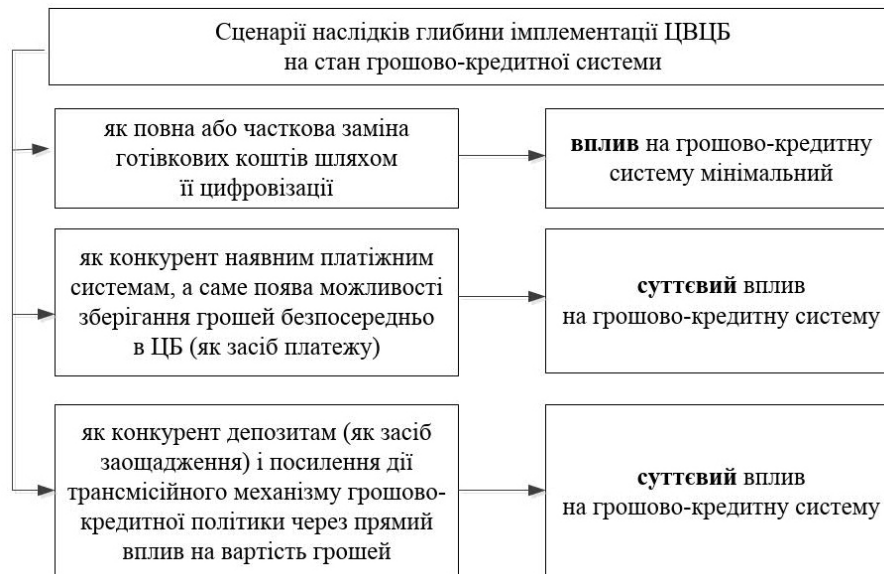 Сценарії наслідків глибини імплементації ЦВЦБ
на стан грошово-кредитної системи
як повна або часткова заміна
готівкових коштів шляхом
її цифровізації
вплив на грошово-кредитну
систему мінімальний
як конкурент наявним платіжним
системам, а саме поява можливості
зберігання грошей безпосередньо
в ЦБ (як засіб платежу)
суттєвий вплив
на грошово-кредитну систему
як конкурент депозитам (як засіб
заощадження) і посилення дії
трансмісійного механізму грошово-
кредитної політики через прямий
вплив на вартість грошей
суттєвий вплив
на грошово-кредитну систему